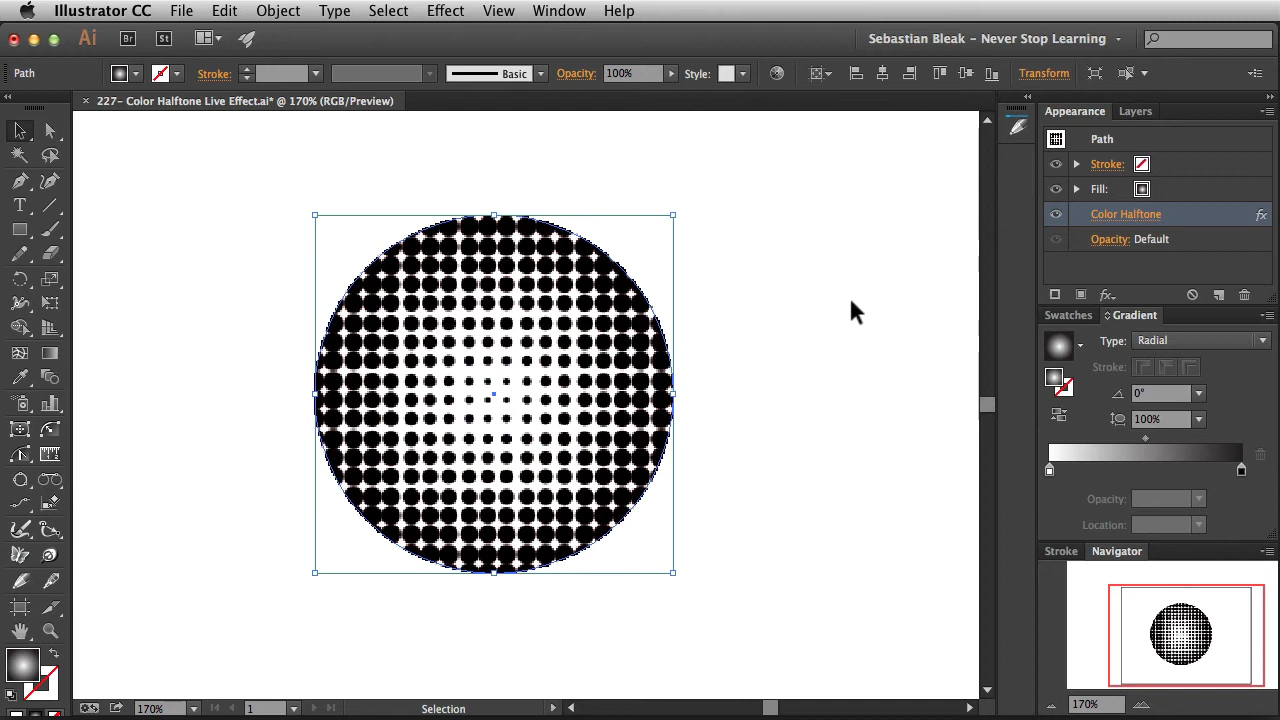 Illustrator CC File Edit Object Type Select Effect View Window Help
Ai Br St Sebastian Bleak - Never Stop Learning
Path Stroke: Basic Opacity: 100% Style: Transform
227- Color Halftone Live Effect.ai* @ 170% (RGB/Preview)
Appearance Layers
Path
Stroke:
Fill:
Color Halftone fx
Opacity: Default
fx
Swatches Gradient
Type: Radial
Stroke:
0°
100%
Opacity:
Location:
Stroke Navigator
170% 1 Selection
170%